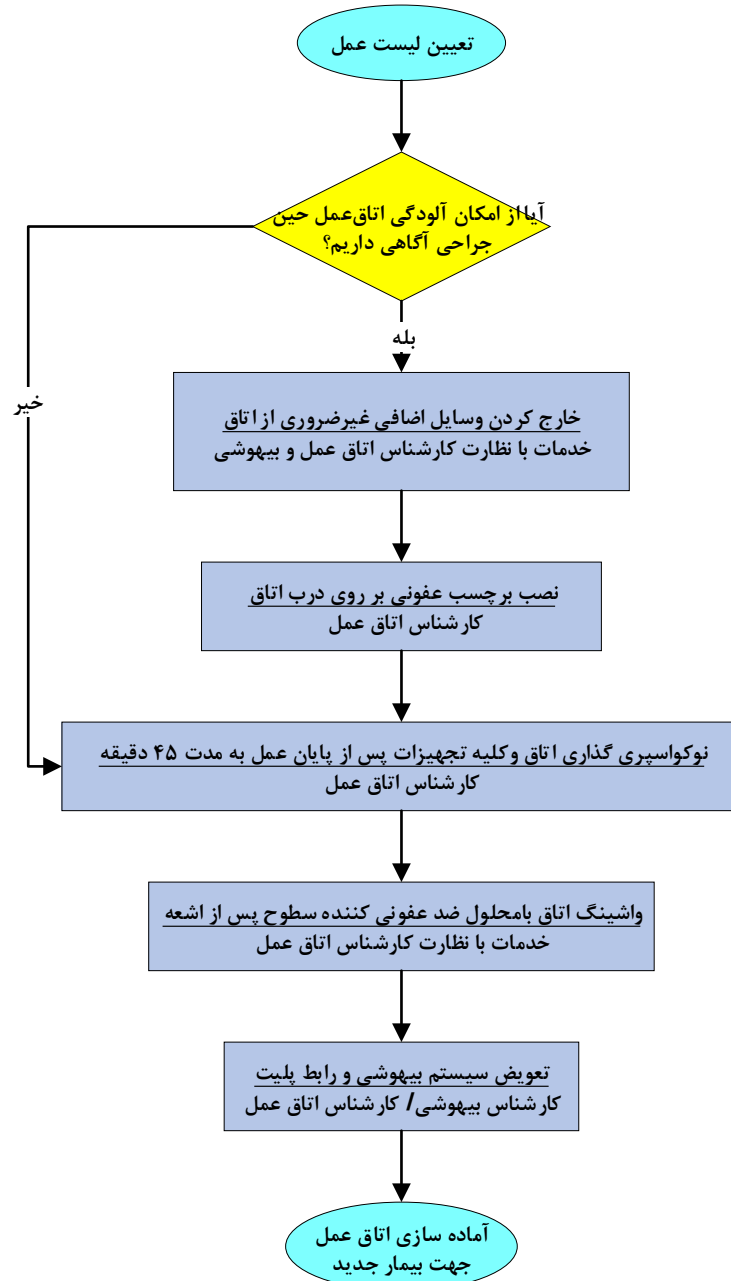 تعیین لیست عمل
آیا از امکان آلودگی اتاق‌عمل حین
جراحی آگاهی داریم؟
بله
خیر
خارج کردن وسایل اضافی غیرضروری از اتاق
خدمات با نظارت کارشناس اتاق عمل و بیهوشی
نصب برچسب عفونی بر روی درب اتاق
کارشناس اتاق عمل
نوکواسپری گذاری اتاق وکلیه تجهیزات پس از پایان عمل به مدت ۴۵ دقیقه
کارشناس اتاق عمل
واشینگ اتاق بامحلول ضد عفونی کننده سطوح پس از اشعه
خدمات با نظارت کارشناس اتاق عمل
تعویض سیستم بیهوشی و رابط پلیت
کارشناس بیهوشی/ کارشناس اتاق عمل
آماده سازی اتاق عمل
جهت بیمار جدید